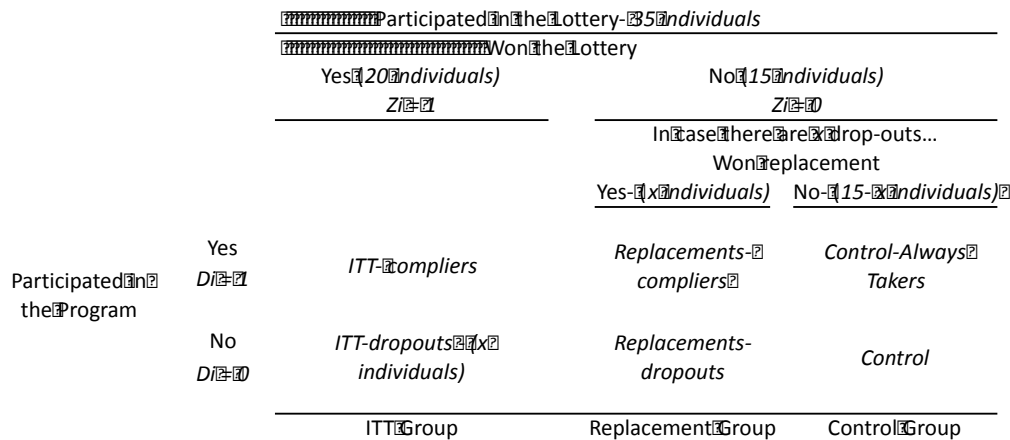 Participated in the Lottery- 35 individuals
Won the Lottery
Yes (20 individuals) No (15 individuals)
Zi = 1 Zi = 0
In case there are x drop-outs…
Won replacement
Yes- (x individuals) No- (15- x individuals)
Participated in the Program
Yes
Di = 1
ITT- compliers
Replacements- compliers
Control-Always Takers
No
Di = 0
ITT-dropouts - (x individuals)
Replacements- dropouts
Control
ITT Group Replacement Group Control Group